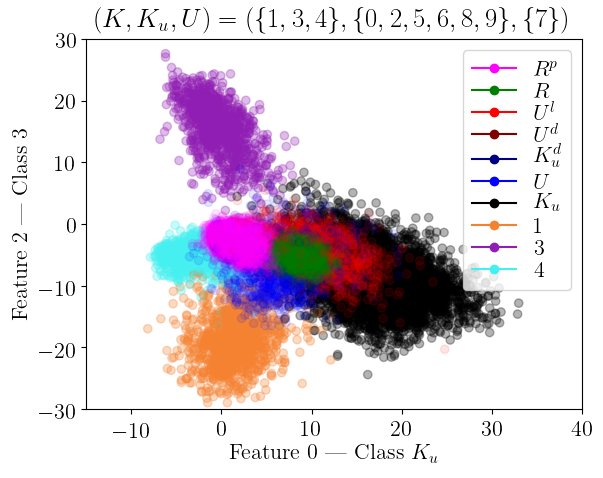 (K, K_u, U) = ({1, 3, 4}, {0, 2, 5, 6, 8, 9}, {7})
Feature 2 — Class 3
30
20
10
0
−10
−20
−30
R^p
R
U^l
U^d
K_u^d
U
K_u
1
3
4
−10
0
10
20
30
40
Feature 0 — Class K_u